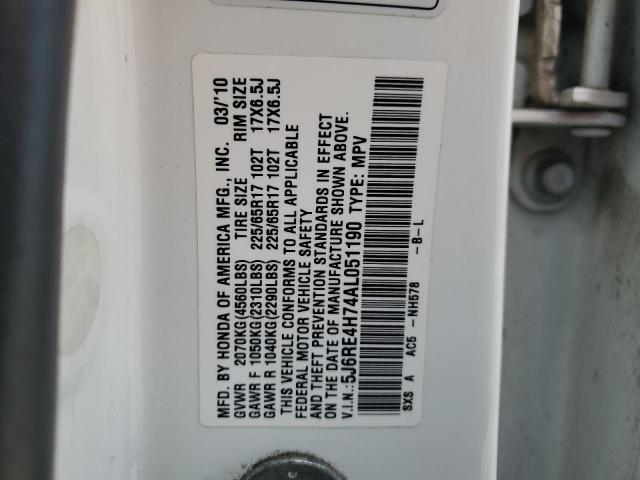 MFD. BY HONDA OF AMERICA MFG., INC. 03/'10
GVWR 2070KG(4560LBS) TIRE SIZE RIM SIZE
GAWR F 1050KG(2310LBS) 225/65R17 102T 17X6.5J
GAWR R 1040KG(2290LBS) 225/65R17 102T 17X6.5J
THIS VEHICLE CONFORMS TO ALL APPLICABLE
FEDERAL MOTOR VEHICLE SAFETY
AND THEFT PREVENTION STANDARDS IN EFFECT
ON THE DATE OF MANUFACTURE SHOWN ABOVE.
V.I.N.:5J6RE4H74AL051190 TYPE: MPV
SXS A AC5 -NH578 -B-L